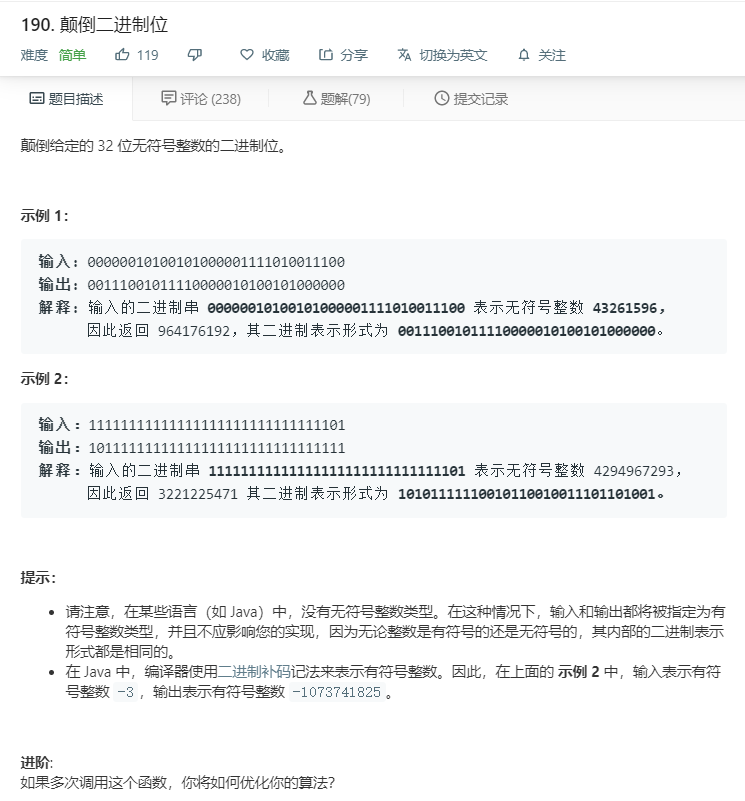 190. 颠倒二进制位
难度 简单 119 收藏 分享 切换为英文 关注
题目描述 评论 (238) 题解(79) 提交记录
颠倒给定的 32 位无符号整数的二进制位。
示例 1:
输入: 00000010100101000001111010011100
输出: 00111001011110000010100101000000
解释: 输入的二进制串 00000010100101000001111010011100 表示无符号整数 43261596,
因此返回 964176192,其二进制表示形式为 00111001011110000010100101000000。
示例 2:
输入:11111111111111111111111111111101
输出:10111111111111111111111111111111
解释:输入的二进制串 11111111111111111111111111111101 表示无符号整数 4294967293,
因此返回 3221225471 其二进制表示形式为 10101111110010110010011101101001。
提示:
• 请注意,在某些语言(如 Java)中,没有无符号整数类型。在这种情况下,输入和输出都将被指定为有
符号整数类型,并且不应影响您的实现,因为无论整数是有符号的还是无符号的,其内部的二进制表示
形式都是相同的。
• 在 Java 中,编译器使用二进制补码记法来表示有符号整数。因此,在上面的 示例 2 中,输入表示有符
号整数 -3,输出表示有符号整数 -1073741825。
进阶:
如果多次调用这个函数,你将如何优化你的算法?